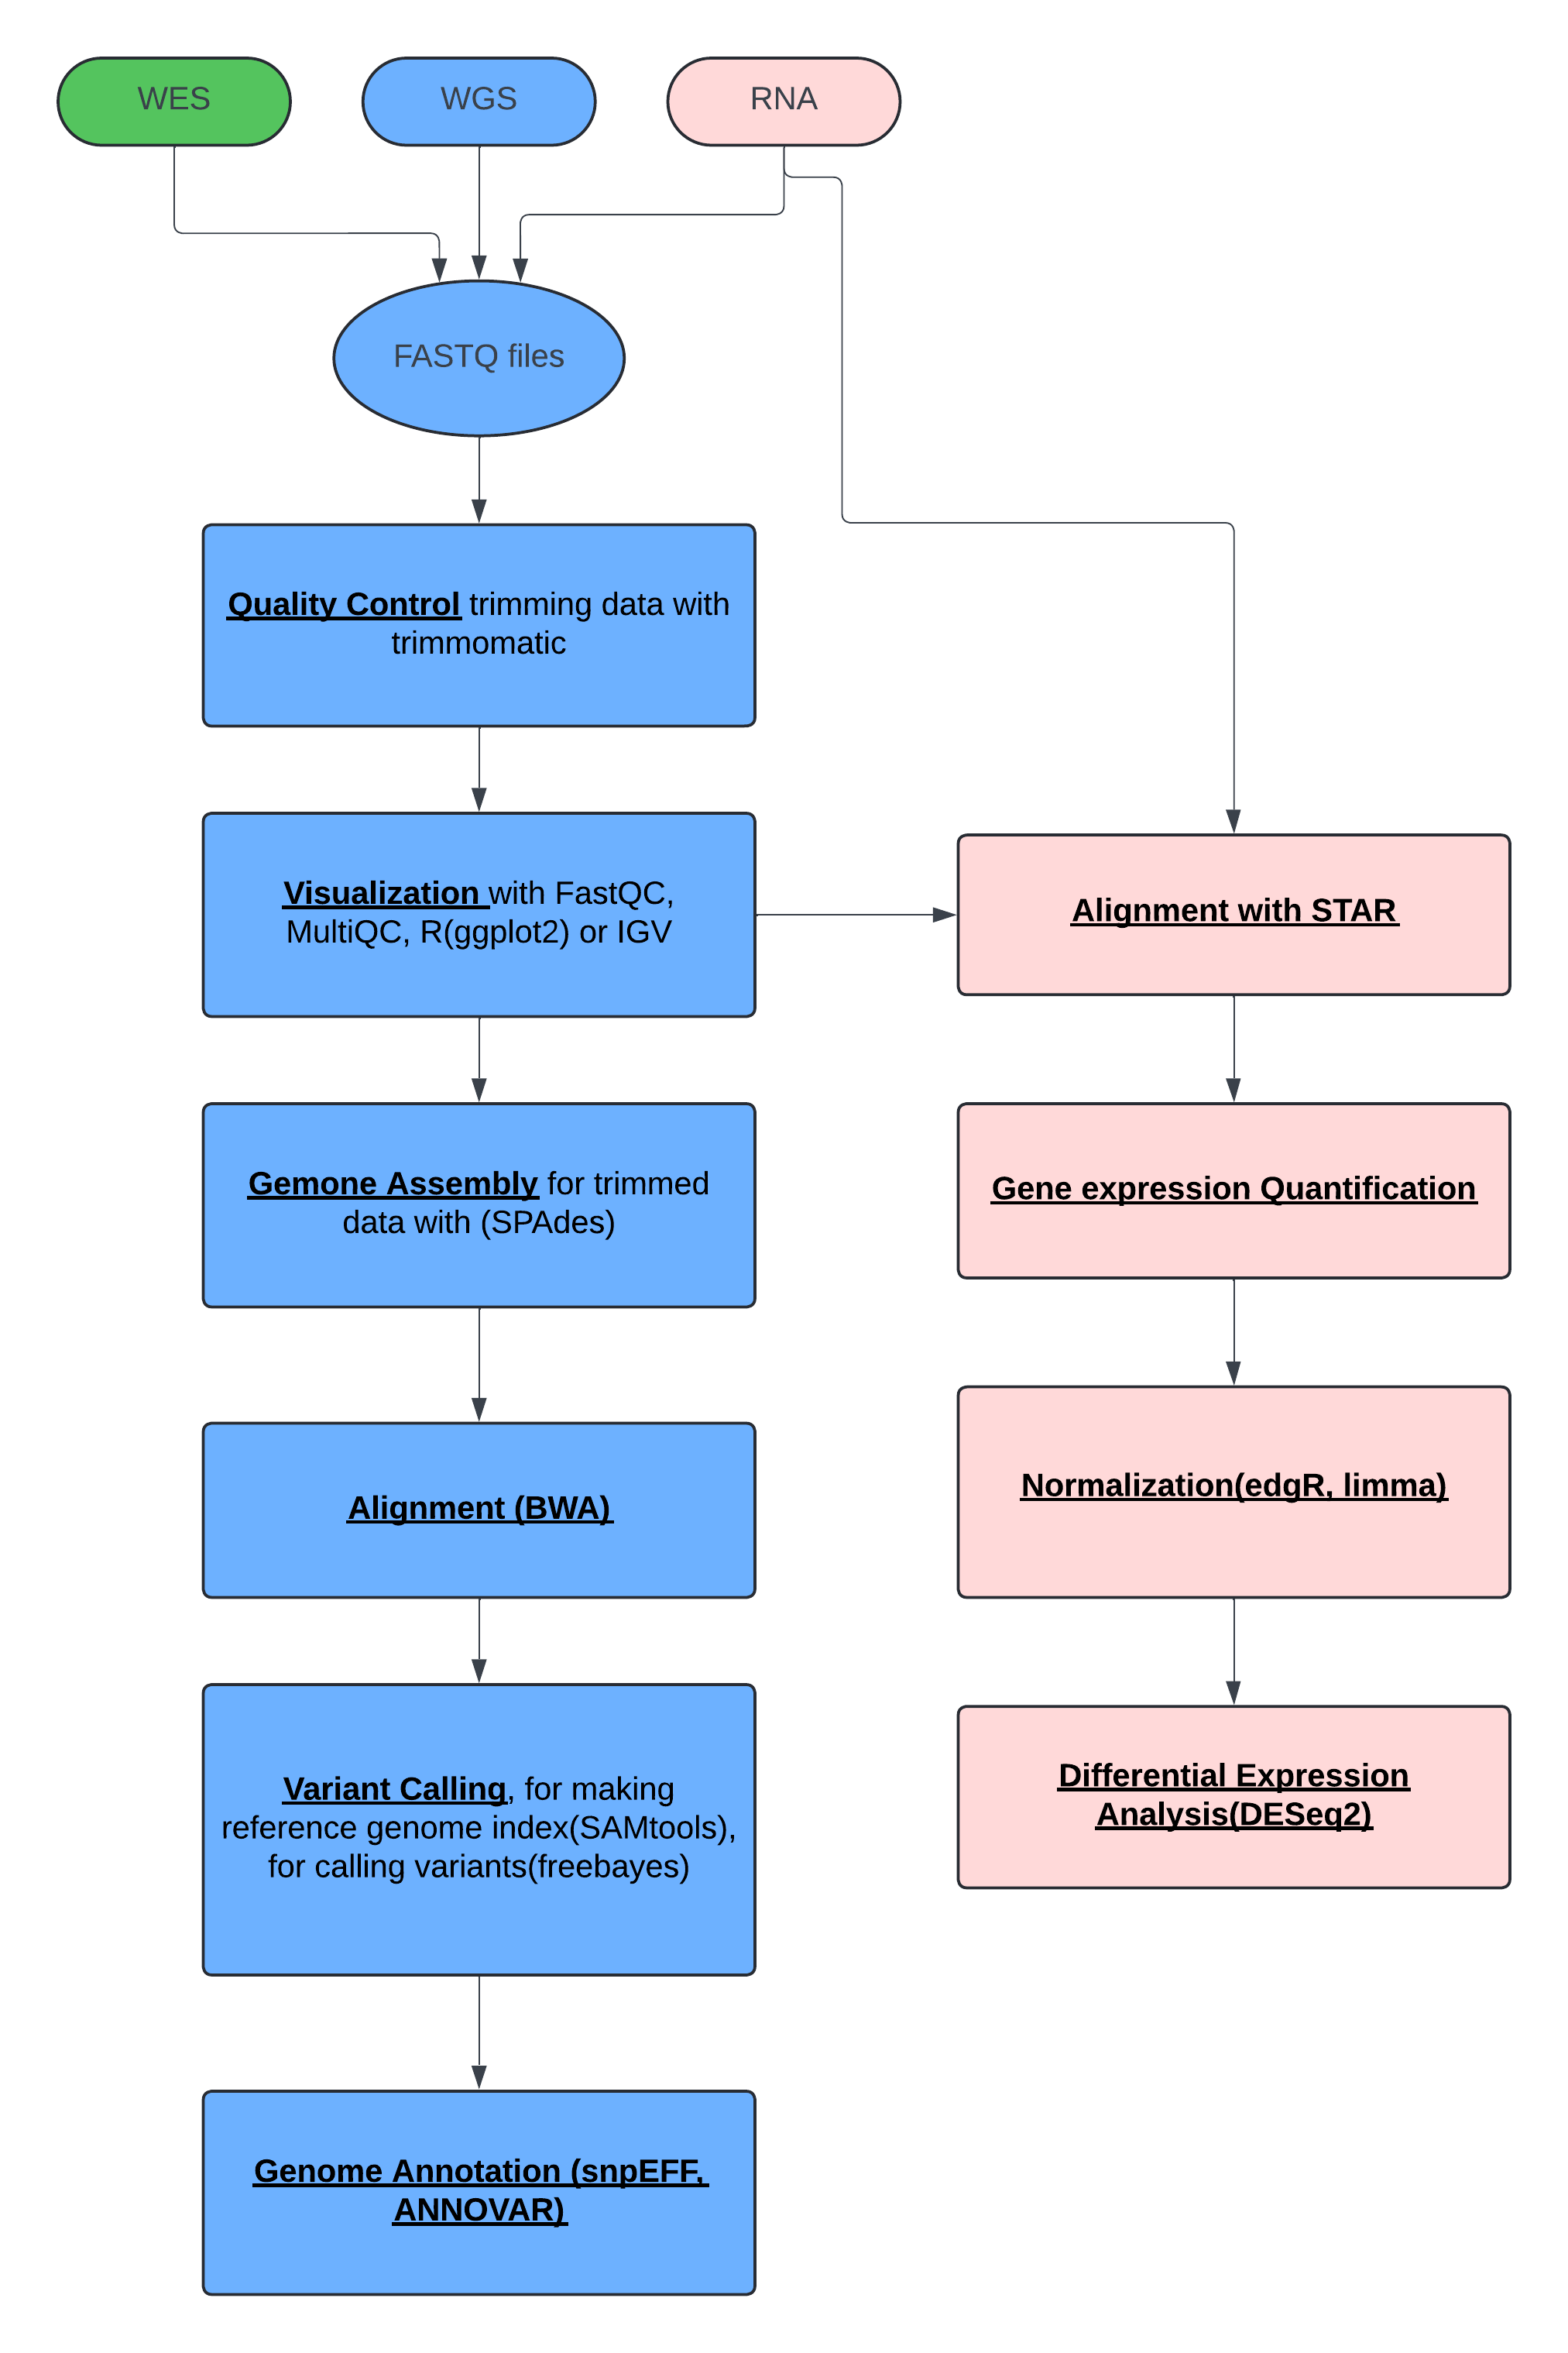 WES
WGS
RNA
FASTQ files
Quality Control trimming data with
trimmomatic
Visualization with FastQC,
MultiQC, R(ggplot2) or IGV
Alignment with STAR
Gemone Assembly for trimmed
data with (SPAdes)
Gene expression Quantification
Alignment (BWA)
Normalization(edgR, limma)
Variant Calling, for making
reference genome index(SAMtools),
for calling variants(freebayes)
Differential Expression
Analysis(DESeq2)
Genome Annotation (snpEFF,
ANNOVAR)